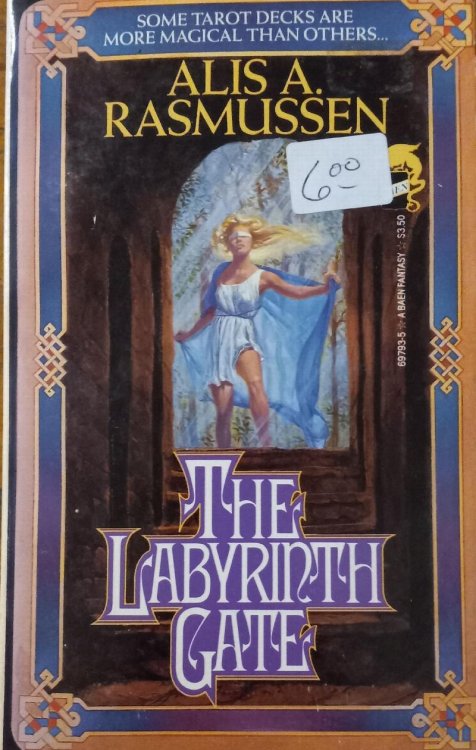 SOME TAROT DECKS ARE
MORE MAGICAL THAN OTHERS...
ALIS A.
RASMUSSEN
6.00
69793-5 ☆ A BAEN FANTASY ☆ $3.50
THE
LABYRINTH
GATE